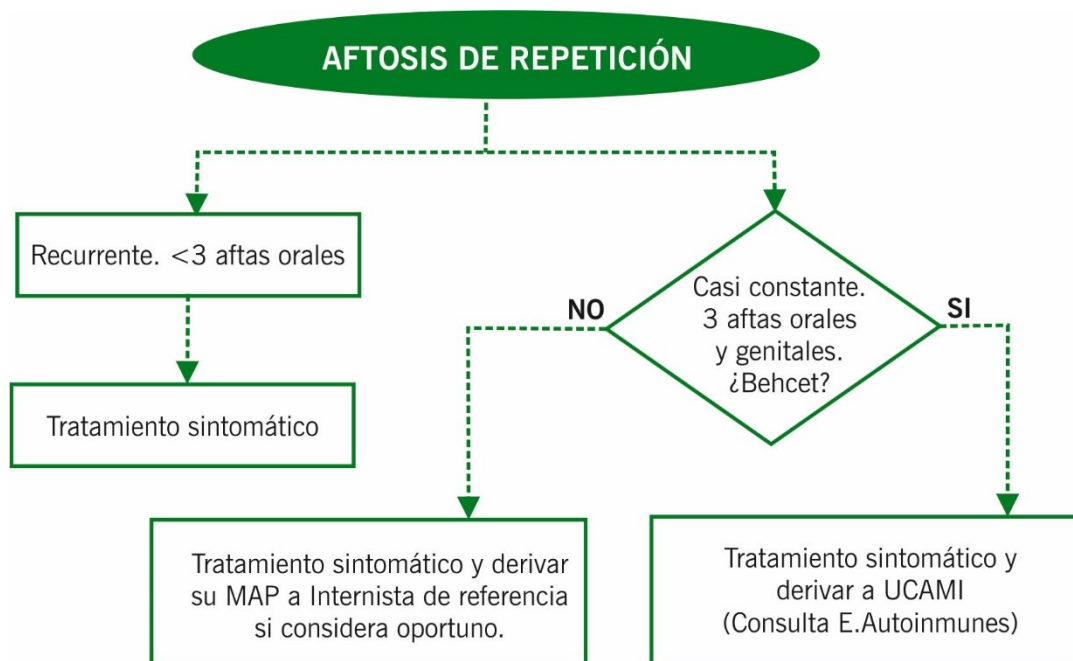 AFTOSIS DE REPETICIÓN
Recurrente. <3 aftas orales
Tratamiento sintomático
Casi constante.
3 aftas orales
y genitales.
¿Behcet?
NO
SI
Tratamiento sintomático y derivar
su MAP a Internista de referencia
si considera oportuno.
Tratamiento sintomático y
derivar a UCAMI
(Consulta E.Autoinmunes)